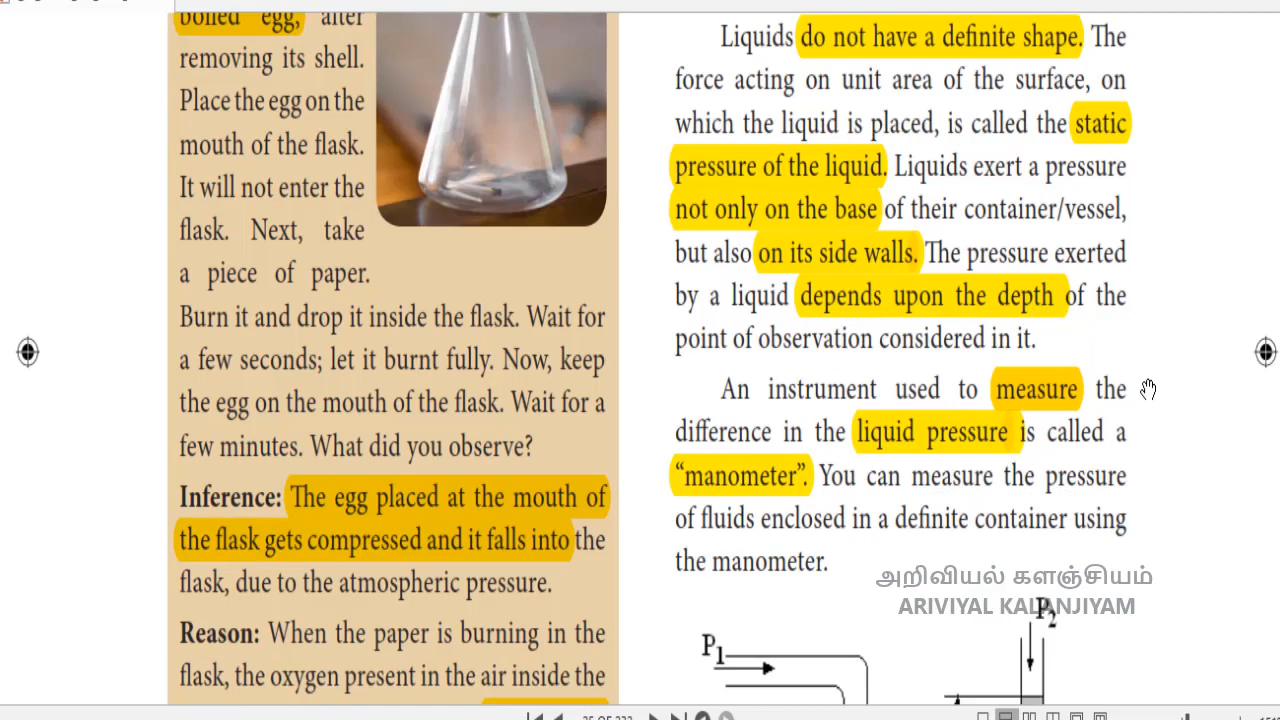 boiled egg, after
removing its shell.
Place the egg on the
mouth of the flask.
It will not enter the
flask. Next, take
a piece of paper.
Burn it and drop it inside the flask. Wait for
a few seconds; let it burnt fully. Now, keep
the egg on the mouth of the flask. Wait for a
few minutes. What did you observe?
Inference: The egg placed at the mouth of
the flask gets compressed and it falls into the
flask, due to the atmospheric pressure.
Reason: When the paper is burning in the
flask, the oxygen present in the air inside the
Liquids do not have a definite shape. The
force acting on unit area of the surface, on
which the liquid is placed, is called the static
pressure of the liquid. Liquids exert a pressure
not only on the base of their container/vessel,
but also on its side walls. The pressure exerted
by a liquid depends upon the depth of the
point of observation considered in it.
An instrument used to measure the
difference in the liquid pressure is called a
“manometer”. You can measure the pressure
of fluids enclosed in a definite container using
the manometer.
அறிவியல் களஞ்சியம்
ARIVIYAL KALANJIYAM
P2
P1